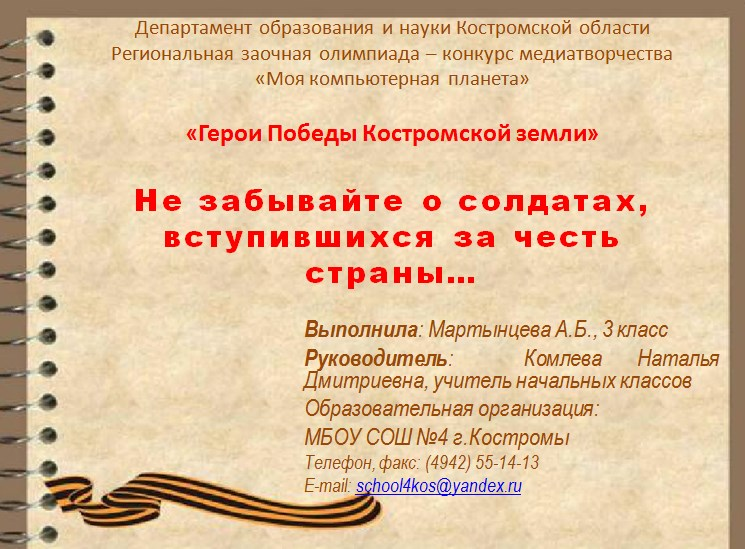 Департамент образования и науки Костромской области
Региональная заочная олимпиада – конкурс медиатворчества
«Моя компьютерная планета»
«Герои Победы Костромской земли»
Не забывайте о солдатах,
вступившихся за честь
страны…
Выполнила: Мартынцева А.Б., 3 класс
Руководитель: Комлева Наталья
Дмитриевна, учитель начальных классов
Образовательная организация:
МБОУ СОШ №4 г.Костромы
Телефон, факс: (4942) 55-14-13
E-mail: school4kos@yandex.ru